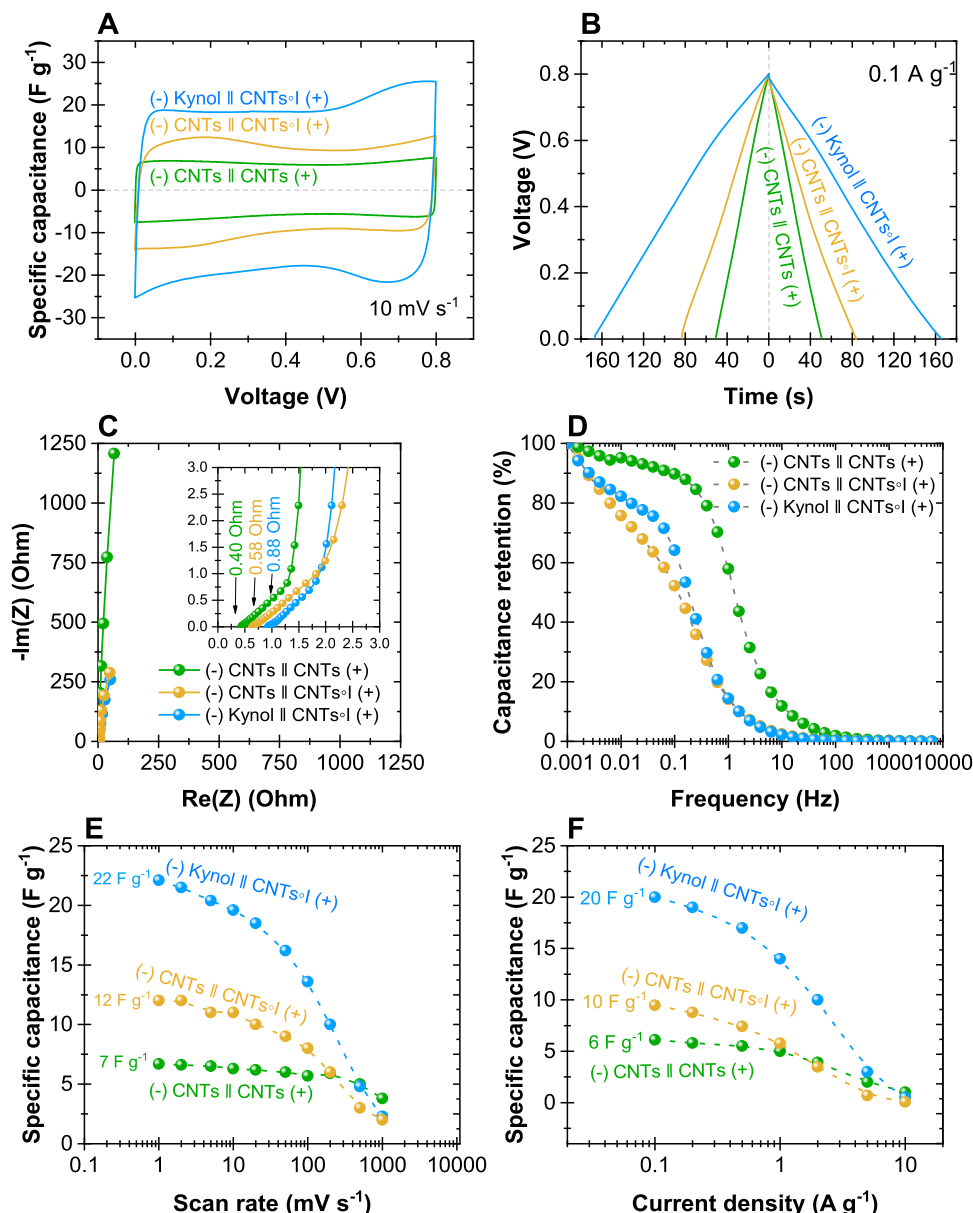 A
Specific capacitance (F g⁻¹)
30
20
10
0
-10
-20
-30
(-) Kynol ‖ CNTs◦I (+)
(-) CNTs ‖ CNTs◦I (+)
(-) CNTs ‖ CNTs (+)
10 mV s⁻¹
0.0 0.2 0.4 0.6 0.8
Voltage (V)
B
Voltage (V)
0.8
0.6
0.4
0.2
0.0
0.1 A g⁻¹
(-) CNTs ‖ CNTs (+)
(-) CNTs ‖ CNTs◦I (+)
(-) Kynol ‖ CNTs◦I (+)
160 120 80 40 0 40 80 120 160
Time (s)
C
-Im(Z) (Ohm)
1250
1000
750
500
250
0
3.0
2.5
2.0
1.5
1.0
0.5
0.0
0.40 Ohm
0.58 Ohm
0.88 Ohm
0.0 0.5 1.0 1.5 2.0 2.5 3.0
(-) CNTs ‖ CNTs (+)
(-) CNTs ‖ CNTs◦I (+)
(-) Kynol ‖ CNTs◦I (+)
0 250 500 750 1000 1250
Re(Z) (Ohm)
D
Capacitance retention (%)
100
80
60
40
20
0
(-) CNTs ‖ CNTs (+)
(-) CNTs ‖ CNTs◦I (+)
(-) Kynol ‖ CNTs◦I (+)
0.001 0.01 0.1 1 10 100 1000 10000
Frequency (Hz)
E
Specific capacitance (F g⁻¹)
25
20
15
10
5
0
22 F g⁻¹
(-) Kynol ‖ CNTs◦I (+)
12 F g⁻¹
(-) CNTs ‖ CNTs◦I (+)
7 F g⁻¹
(-) CNTs ‖ CNTs (+)
0.1 1 10 100 1000 10000
Scan rate (mV s⁻¹)
F
Specific capacitance (F g⁻¹)
25
20
15
10
5
0
20 F g⁻¹
(-) Kynol ‖ CNTs◦I (+)
10 F g⁻¹
(-) CNTs ‖ CNTs◦I (+)
6 F g⁻¹
(-) CNTs ‖ CNTs (+)
0.1 1 10
Current density (A g⁻¹)